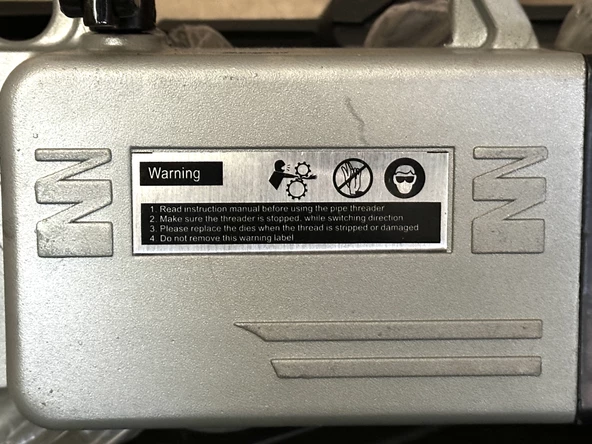 Warning
1. Read instruction manual before using the pipe threader
2. Make sure the threader is stopped, while switching direction
3. Please replace the dies when the thread is stripped or damaged
4. Do not remove this warning label